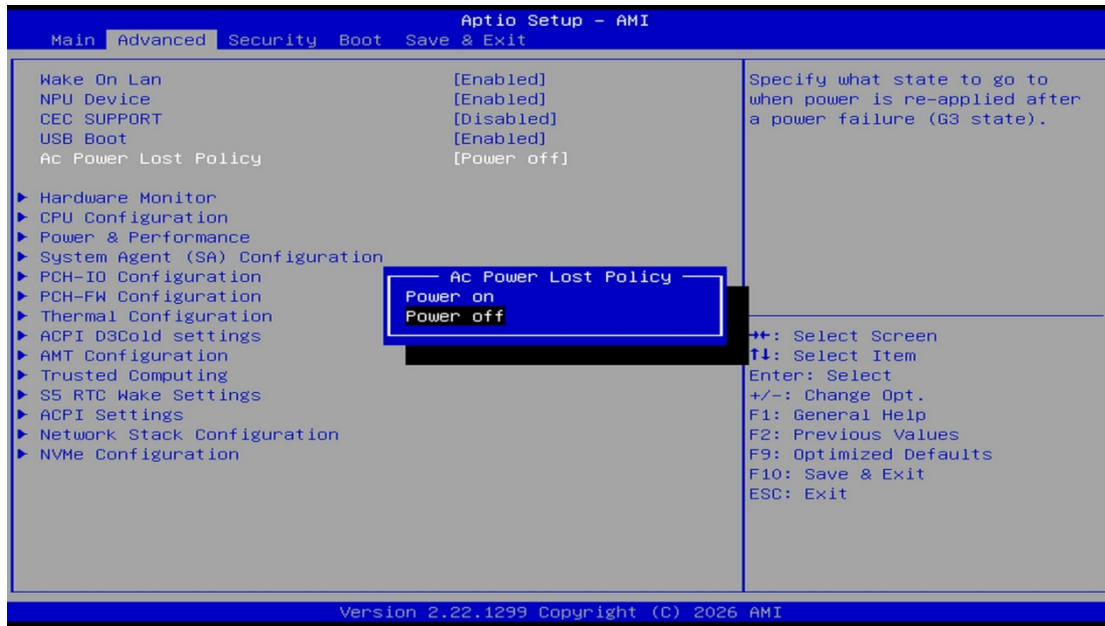 Aptio Setup – AMI
Main Advanced Security Boot Save & Exit
Wake On Lan [Enabled]
NPU Device [Enabled]
CEC SUPPORT [Disabled]
USB Boot [Enabled]
Ac Power Lost Policy [Power off]
Hardware Monitor
CPU Configuration
Power & Performance
System Agent (SA) Configuration
PCH-IO Configuration
PCH-FW Configuration
Thermal Configuration
ACPI D3Cold settings
AMT Configuration
Trusted Computing
S5 RTC Wake Settings
ACPI Settings
Network Stack Configuration
NVMe Configuration
Ac Power Lost Policy
Power on
Power off
Specify what state to go to
when power is re-applied after
a power failure (G3 state).
→←: Select Screen
↑↓: Select Item
Enter: Select
+/-: Change Opt.
F1: General Help
F2: Previous Values
F9: Optimized Defaults
F10: Save & Exit
ESC: Exit
Version 2.22.1299 Copyright (C) 2026 AMI